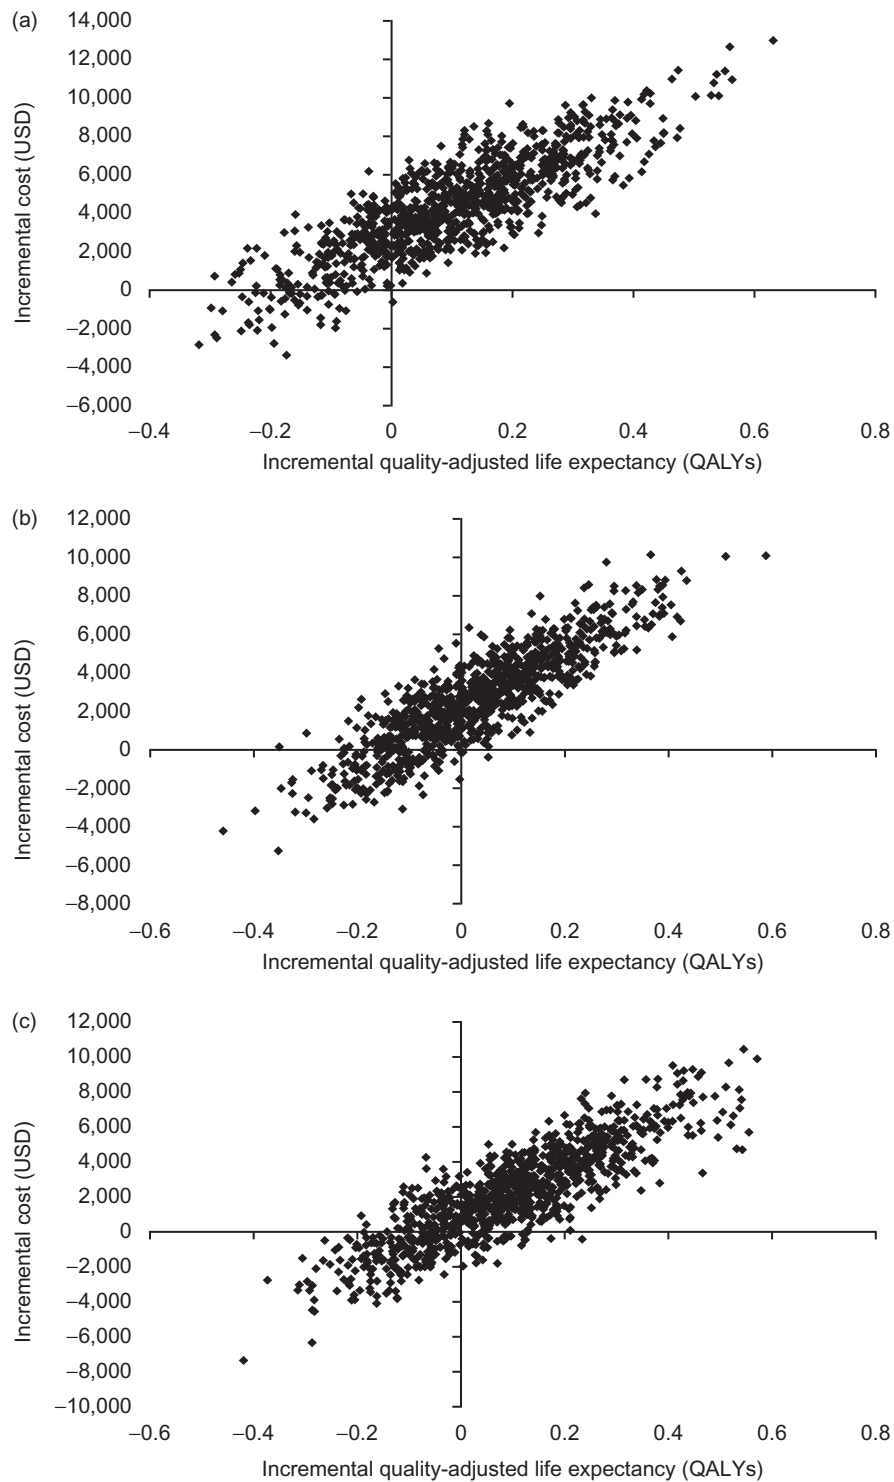 (a)
14,000
12,000
10,000
8,000
6,000
4,000
2,000
0
–2,000
–4,000
–6,000
Incremental cost (USD)
–0.4 –0.2 0 0.2 0.4 0.6 0.8
Incremental quality-adjusted life expectancy (QALYs)
(b)
12,000
10,000
8,000
6,000
4,000
2,000
0
–2,000
–4,000
–6,000
–8,000
Incremental cost (USD)
–0.6 –0.4 –0.2 0 0.2 0.4 0.6 0.8
Incremental quality-adjusted life expectancy (QALYs)
(c)
12,000
10,000
8,000
6,000
4,000
2,000
0
–2,000
–4,000
–6,000
–8,000
–10,000
Incremental cost (USD)
–0.6 –0.4 –0.2 0 0.2 0.4 0.6 0.8
Incremental quality-adjusted life expectancy (QALYs)